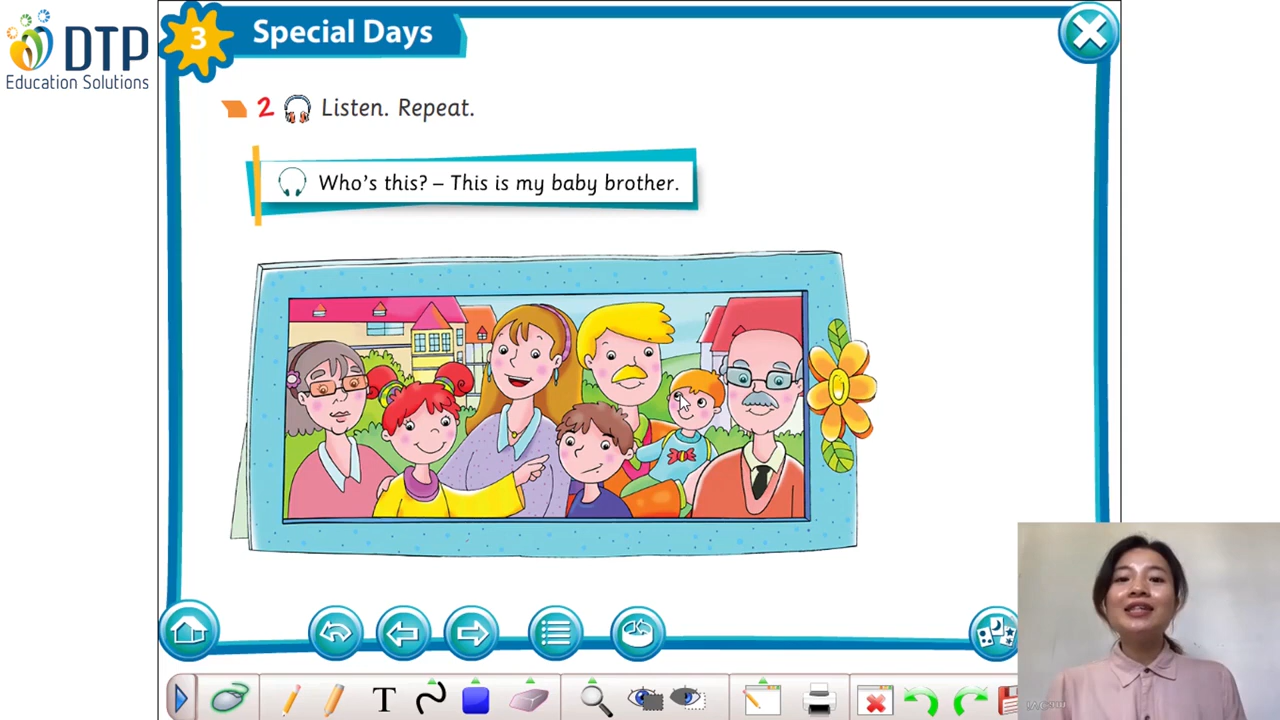 DTP
Education Solutions
3
Special Days
2 Listen. Repeat.
Who's this? – This is my baby brother.
T